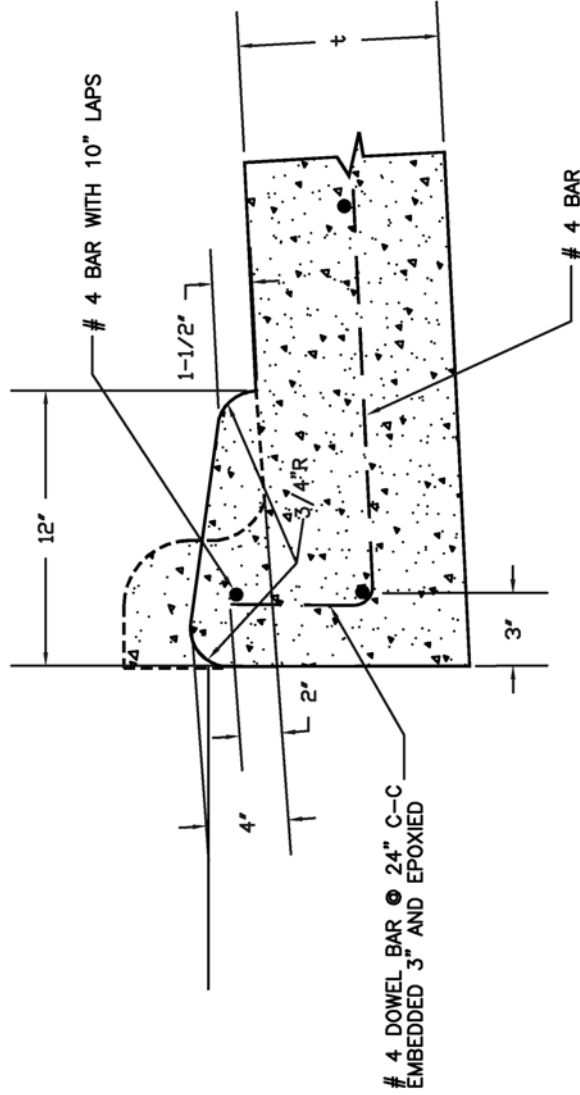 # 4 BAR WITH 10" LAPS
12"
1-1/2"
3/4"R
t
4"
2"
3"
# 4 DOWEL BAR @ 24" C-C
EMBEDDED 3" AND EPOXIED
# 4 BAR